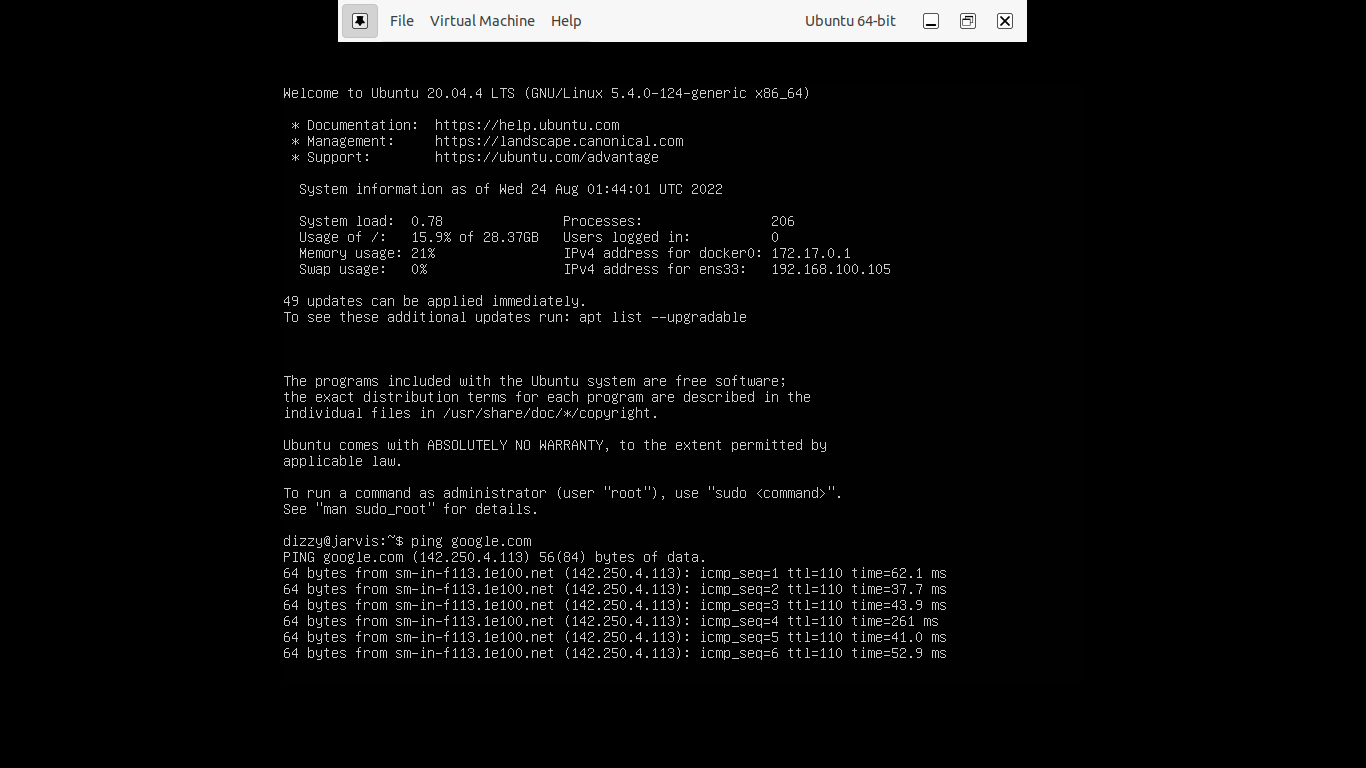 File Virtual Machine Help Ubuntu 64-bit
Welcome to Ubuntu 20.04.4 LTS (GNU/Linux 5.4.0-124-generic x86_64)
* Documentation: https://help.ubuntu.com
* Management: https://landscape.canonical.com
* Support: https://ubuntu.com/advantage
System information as of Wed 24 Aug 01:44:01 UTC 2022
System load: 0.78 Processes: 206
Usage of /: 15.9% of 28.37GB Users logged in: 0
Memory usage: 21% IPv4 address for docker0: 172.17.0.1
Swap usage: 0% IPv4 address for ens33: 192.168.100.105
49 updates can be applied immediately.
To see these additional updates run: apt list --upgradable
The programs included with the Ubuntu system are free software;
the exact distribution terms for each program are described in the
individual files in /usr/share/doc/*/copyright.
Ubuntu comes with ABSOLUTELY NO WARRANTY, to the extent permitted by
applicable law.
To run a command as administrator (user "root"), use "sudo <command>".
See "man sudo_root" for details.
dizzy@jarvis:~$ ping google.com
PING google.com (142.250.4.113) 56(84) bytes of data.
64 bytes from sm-in-f113.1e100.net (142.250.4.113): icmp_seq=1 ttl=110 time=62.1 ms
64 bytes from sm-in-f113.1e100.net (142.250.4.113): icmp_seq=2 ttl=110 time=37.7 ms
64 bytes from sm-in-f113.1e100.net (142.250.4.113): icmp_seq=3 ttl=110 time=43.9 ms
64 bytes from sm-in-f113.1e100.net (142.250.4.113): icmp_seq=4 ttl=110 time=261 ms
64 bytes from sm-in-f113.1e100.net (142.250.4.113): icmp_seq=5 ttl=110 time=41.0 ms
64 bytes from sm-in-f113.1e100.net (142.250.4.113): icmp_seq=6 ttl=110 time=52.9 ms